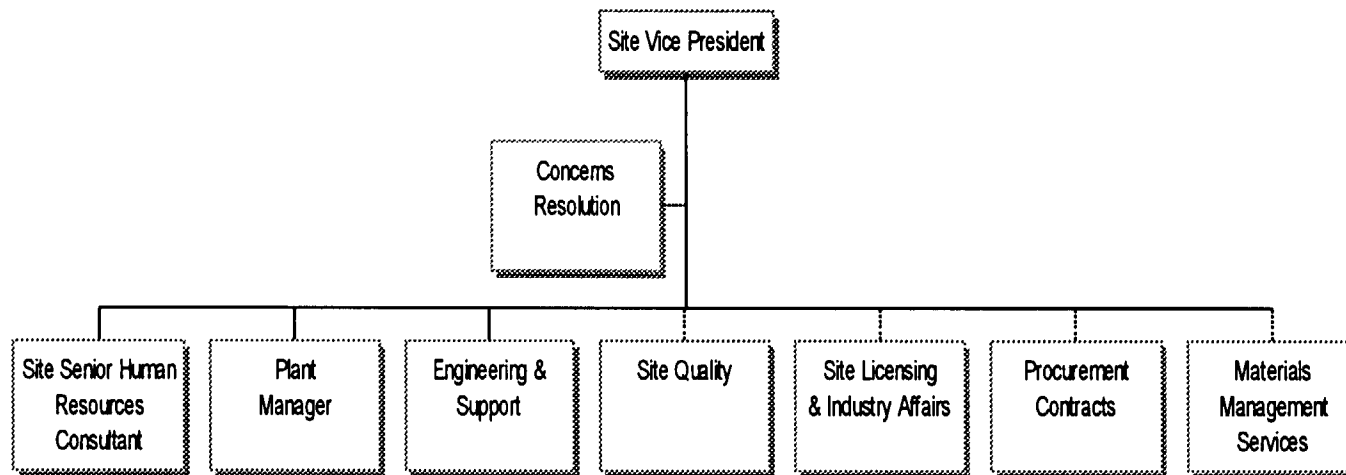 Site Vice President
Concerns
Resolution
Site Senior Human
Resources
Consultant
Plant
Manager
Engineering &
Support
Site Quality
Site Licensing
& Industry Affairs
Procurement
Contracts
Materials
Management
Services